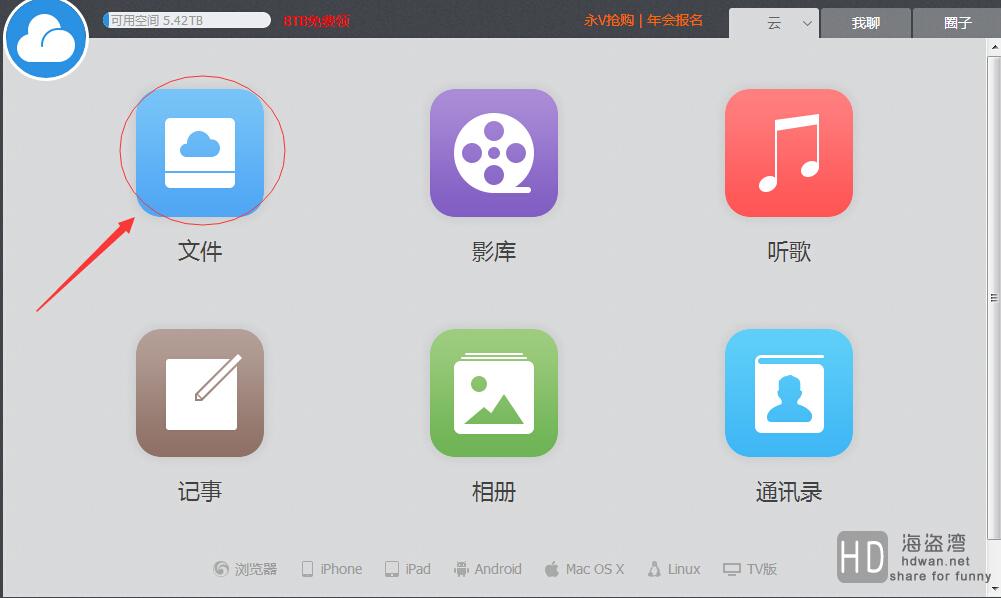 可用空间 5.42TB
8TB免费领
永V抢购 | 年会报名
云
我聊
圈子
文件
影库
听歌
记事
相册
通讯录
浏览器
iPhone
iPad
Android
Mac OS X
Linux
TV版
HD
海盗湾
hdwan.net
share for funny